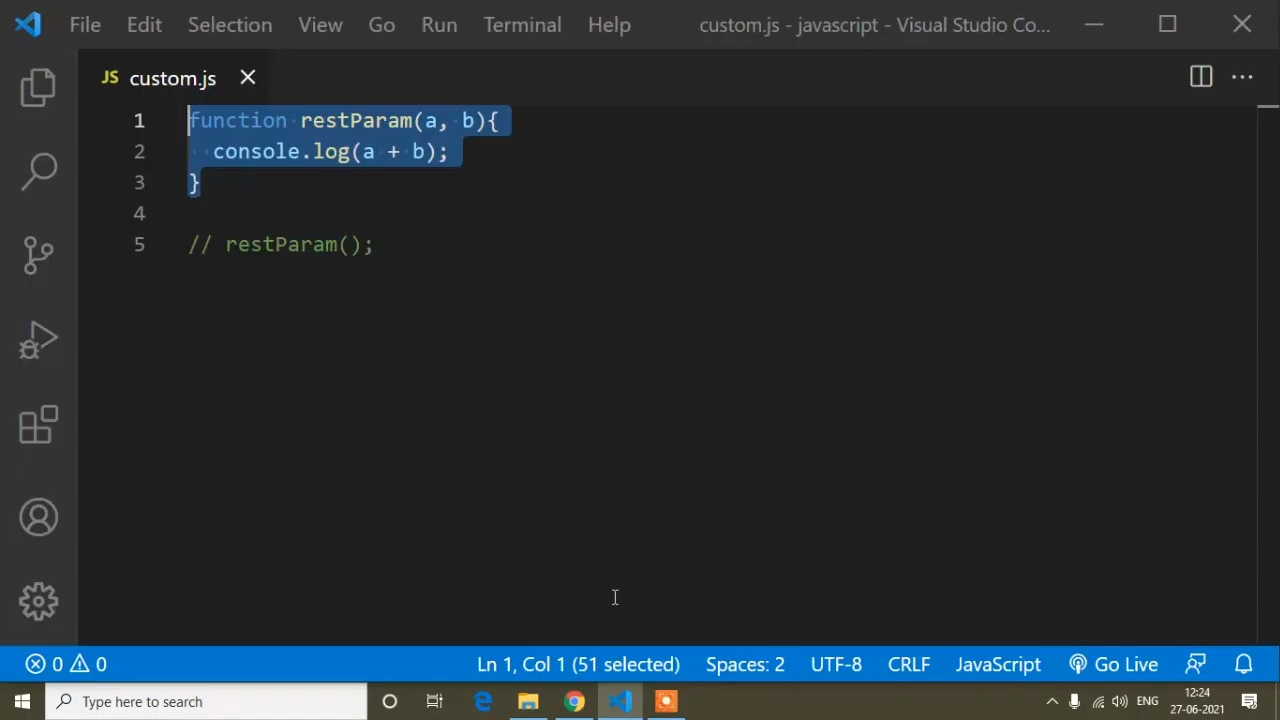 File Edit Selection View Go Run Terminal Help custom.js - javascript - Visual Studio Co...
JS custom.js
1 function restParam(a, b){
2 console.log(a + b);
3 }
4
5 // restParam();
0 0 Ln 1, Col 1 (51 selected) Spaces: 2 UTF-8 CRLF JavaScript Go Live
Type here to search ENG 12:24
27-06-2021